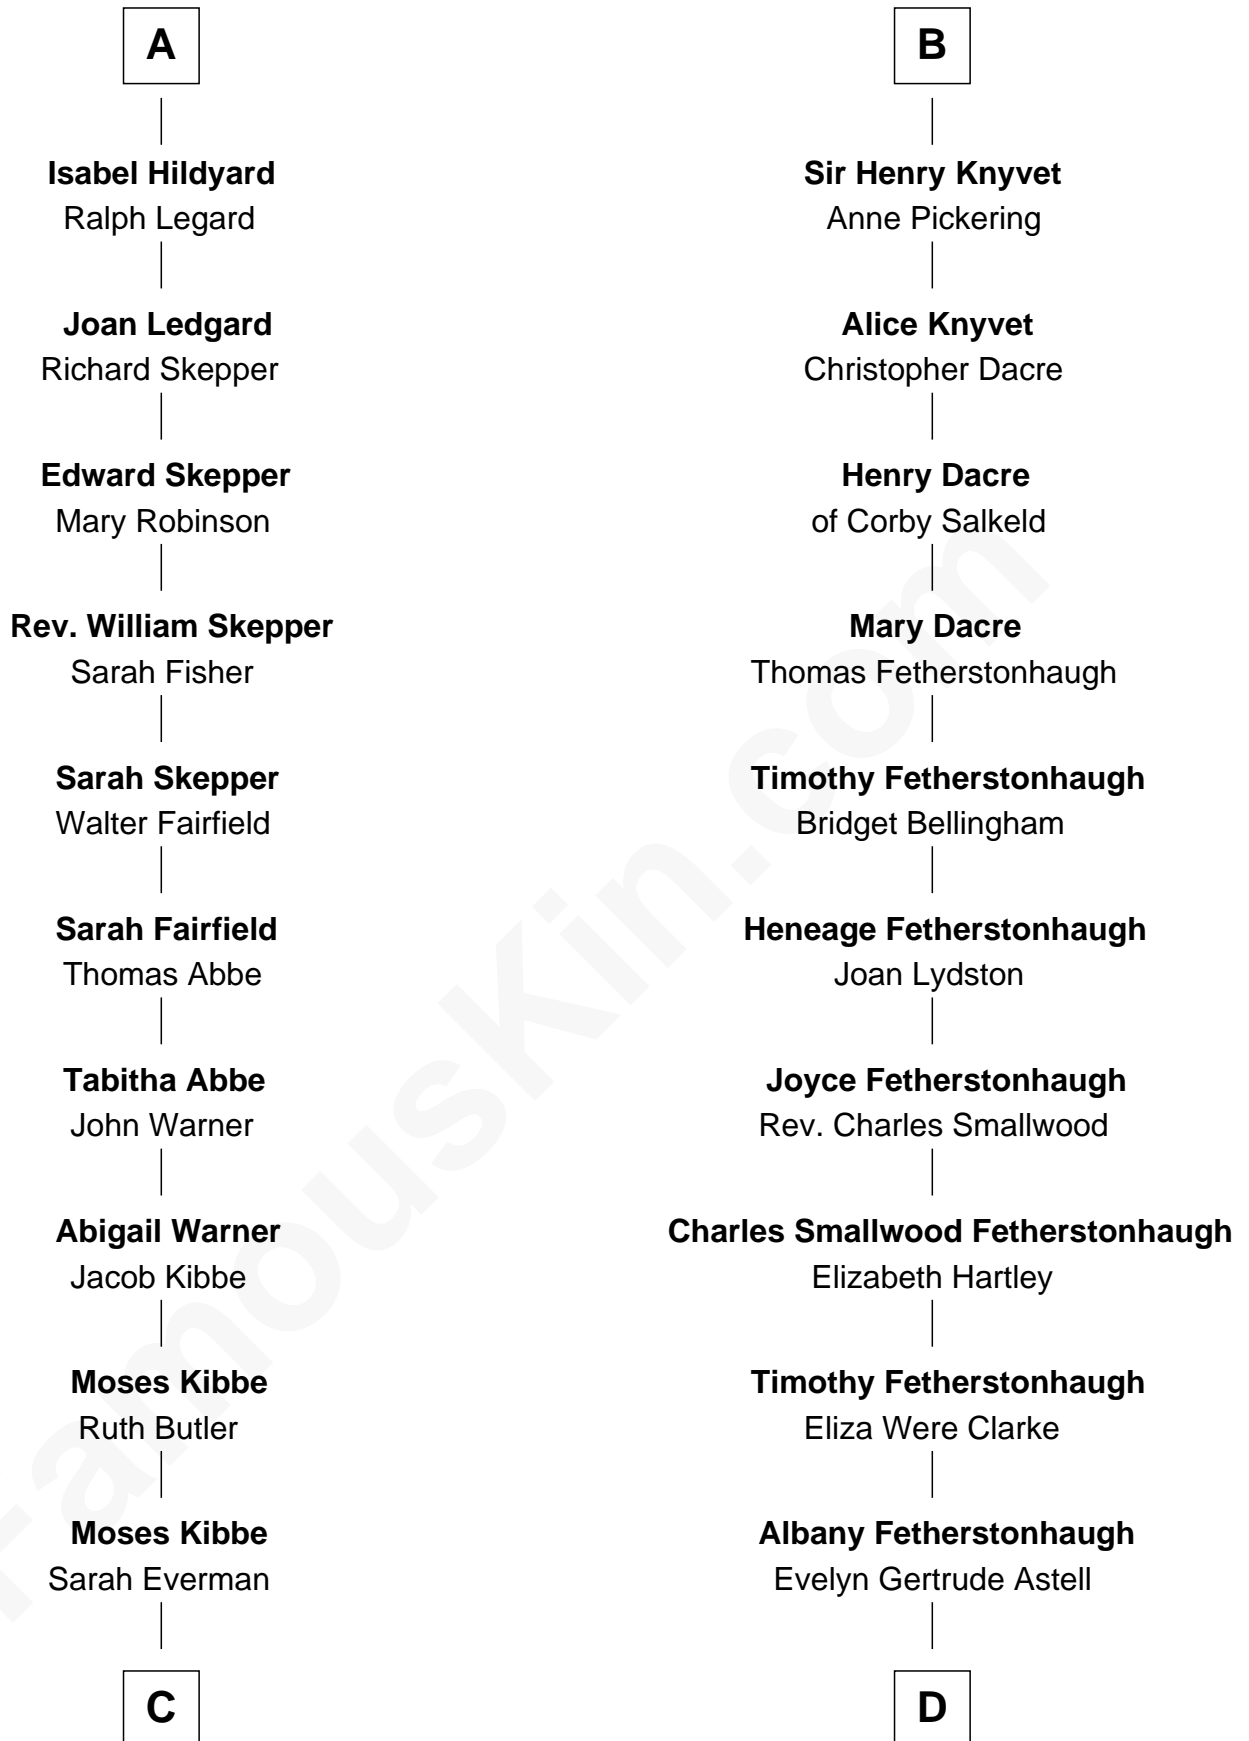 A
Isabel Hildyard
Ralph Legard
Joan Ledgard
Richard Skepper
Edward Skepper
Mary Robinson
Rev. William Skepper
Sarah Fisher
Sarah Skepper
Walter Fairfield
Sarah Fairfield
Thomas Abbe
Tabitha Abbe
John Warner
Abigail Warner
Jacob Kibbe
Moses Kibbe
Ruth Butler
Moses Kibbe
Sarah Everman
C
B
Sir Henry Knyvet
Anne Pickering
Alice Knyvet
Christopher Dacre
Henry Dacre
of Corby Salkeld
Mary Dacre
Thomas Fetherstonhaugh
Timothy Fetherstonhaugh
Bridget Bellingham
Heneage Fetherstonhaugh
Joan Lydston
Joyce Fetherstonhaugh
Rev. Charles Smallwood
Charles Smallwood Fetherstonhaugh
Elizabeth Hartley
Timothy Fetherstonhaugh
Eliza Were Clarke
Albany Fetherstonhaugh
Evelyn Gertrude Astell
D
FamousKin.com